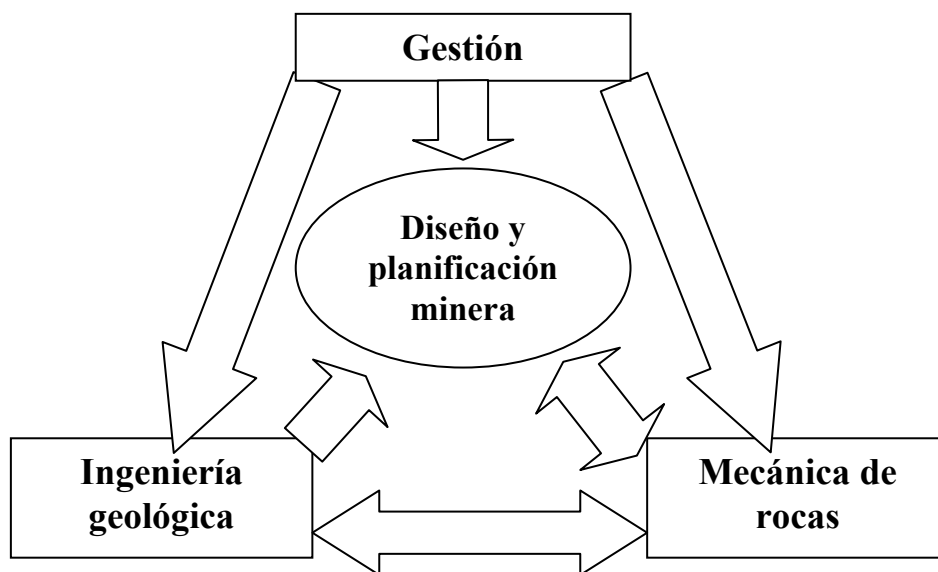 Gestión
Diseño y
planificación
minera
Ingeniería
geológica
Mecánica de
rocas